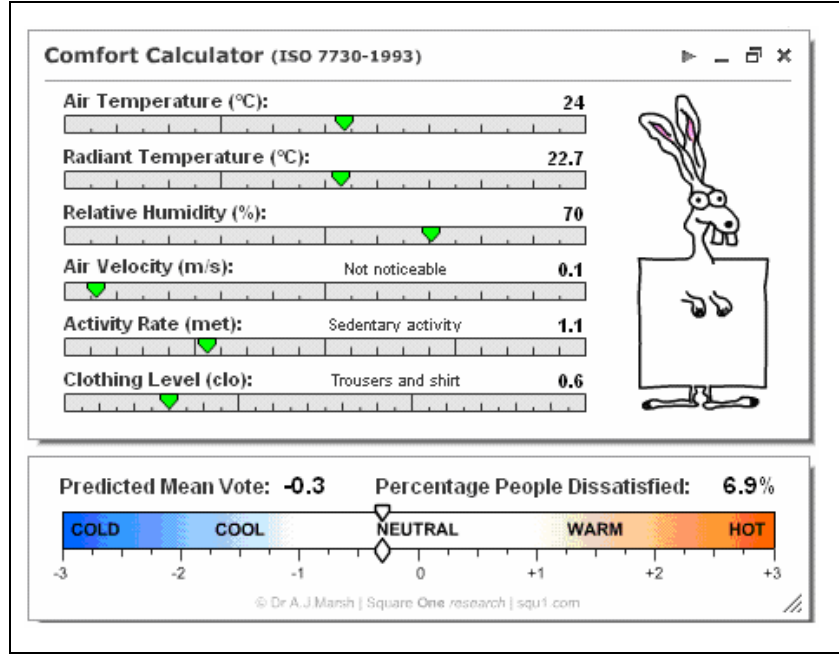 Comfort Calculator (ISO 7730-1993)
Air Temperature (°C): 24
Radiant Temperature (°C): 22.7
Relative Humidity (%): 70
Air Velocity (m/s): Not noticeable 0.1
Activity Rate (met): Sedentary activity 1.1
Clothing Level (clo): Trousers and shirt 0.6
Predicted Mean Vote: -0.3 Percentage People Dissatisfied: 6.9%
COLD COOL NEUTRAL WARM HOT
-3 -2 -1 0 +1 +2 +3
© Dr A.J Marsh | Square One research | squ1.com